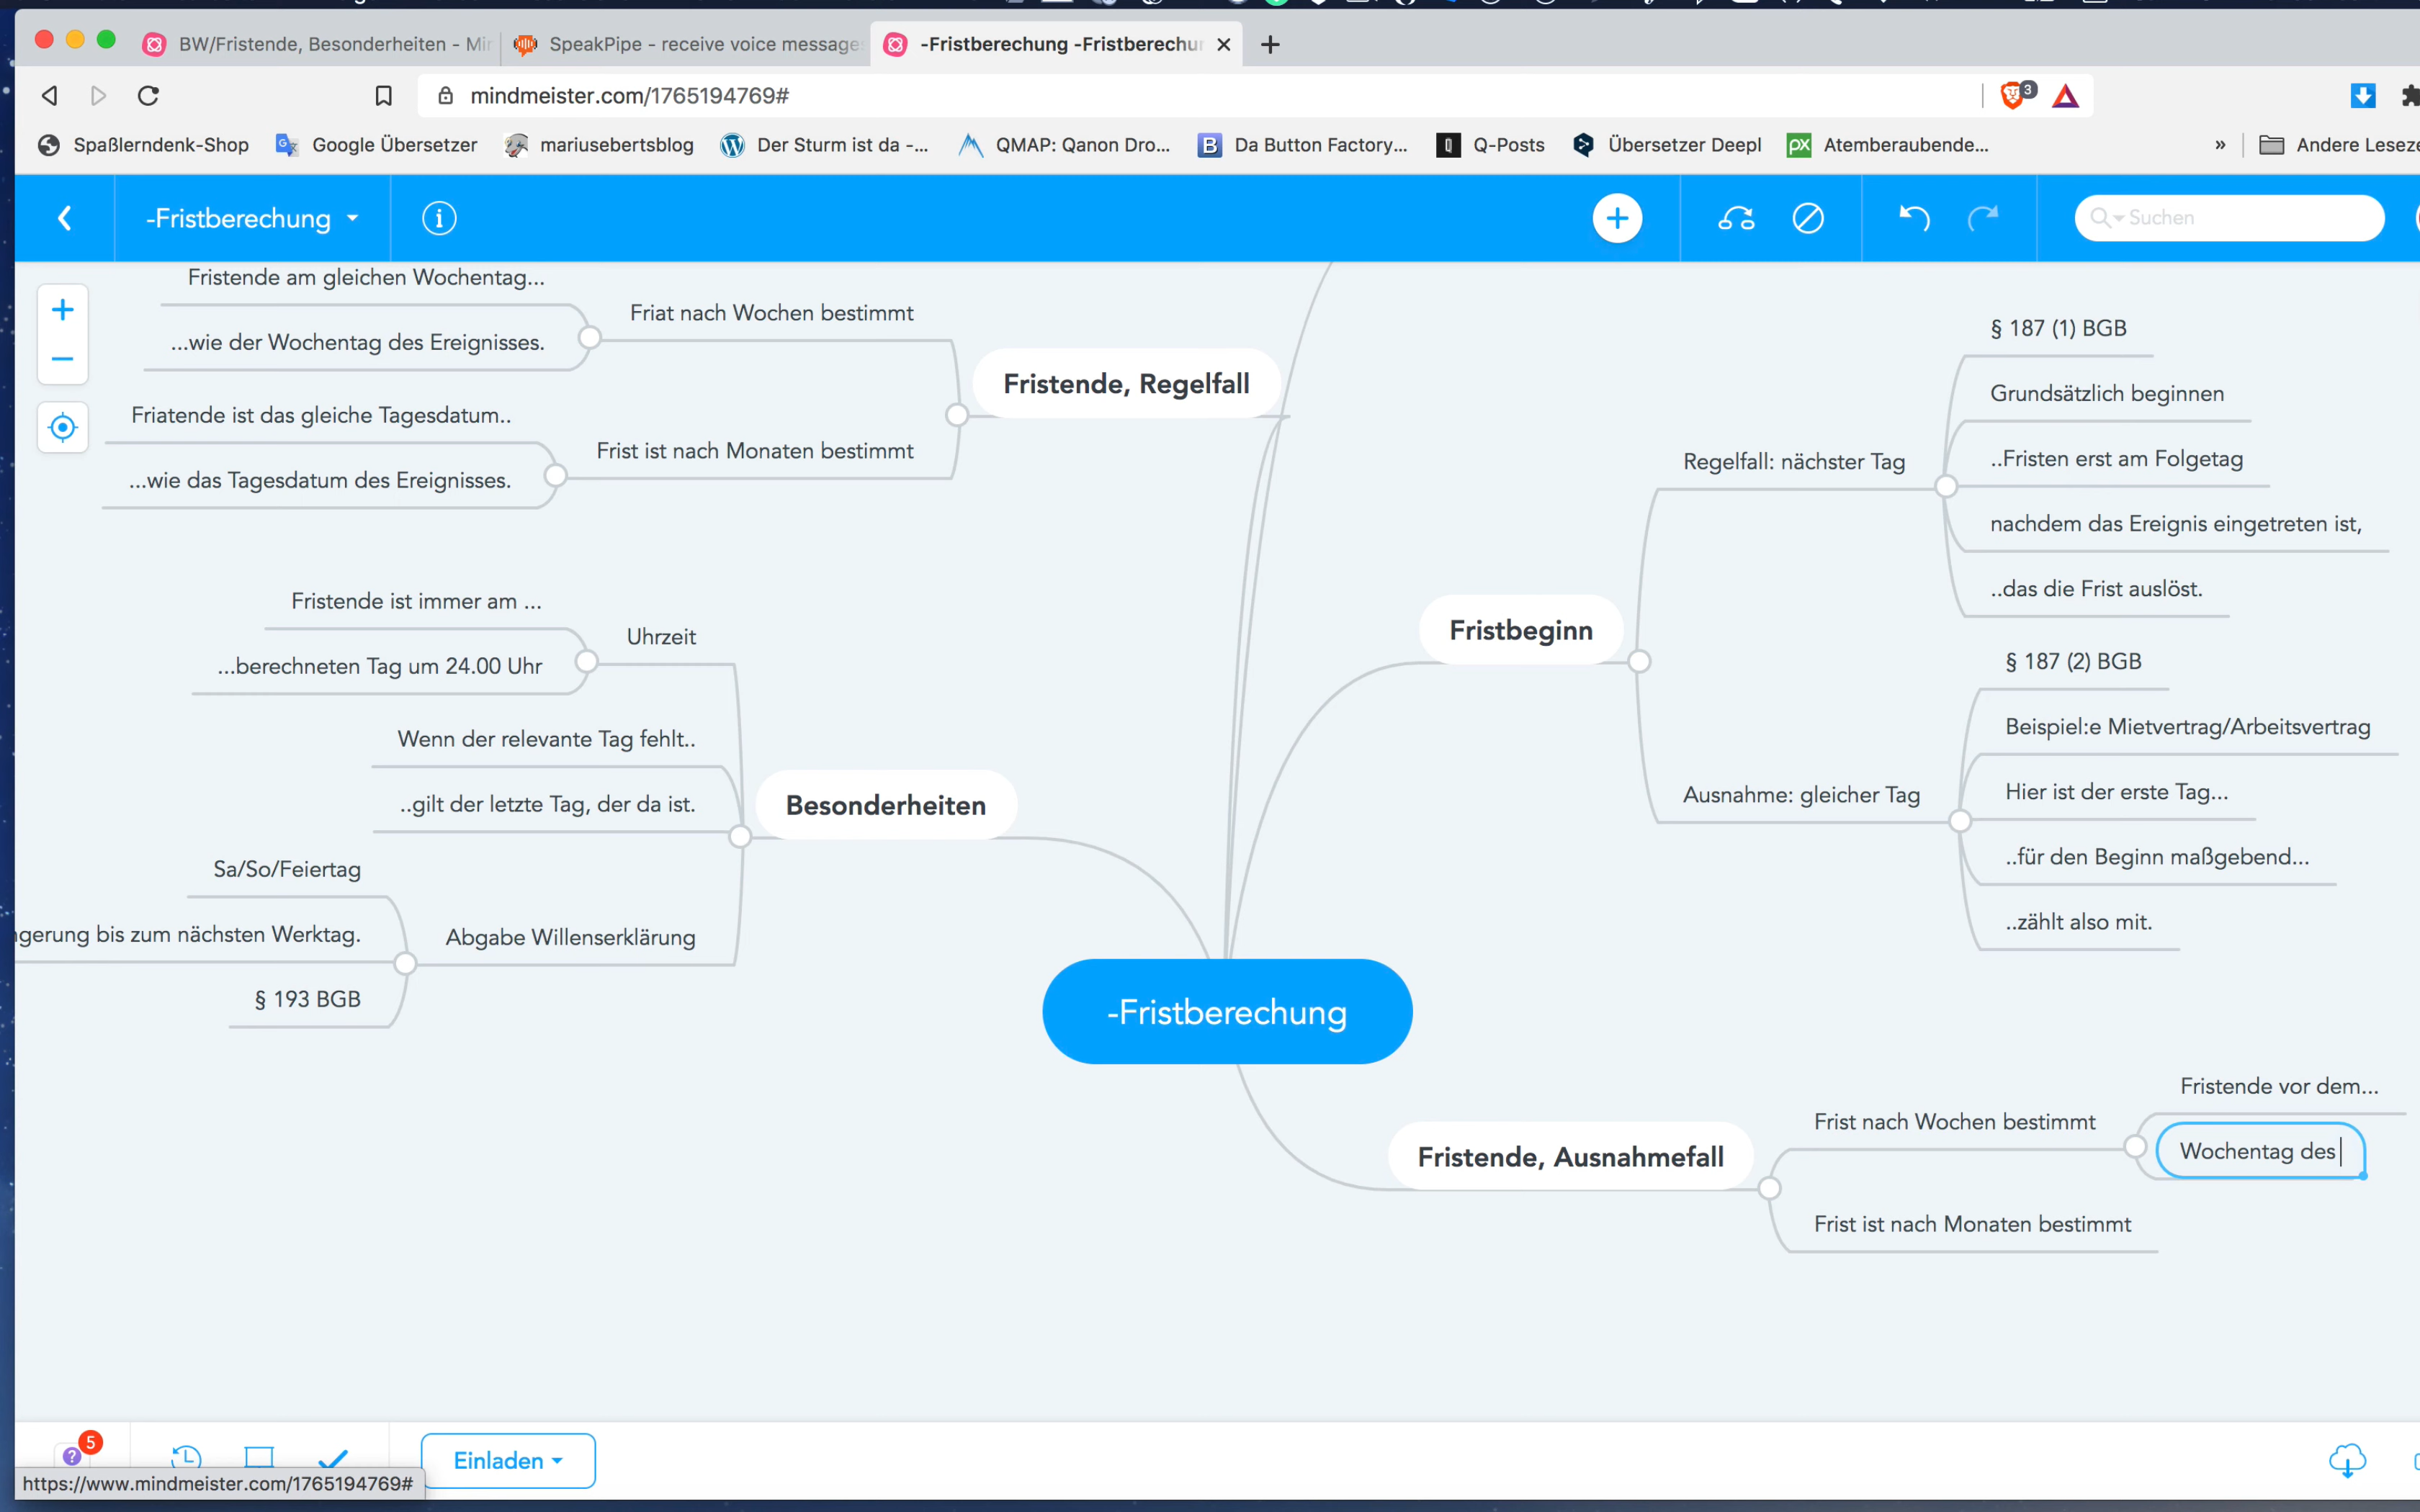 BW/Fristende, Besonderheiten - Mi
SpeakPipe - receive voice message
-Fristberechung -Fristberechu
mindmeister.com/1765194769#
3
Spaßlerndenk-Shop
Google Übersetzer
mariusebertsblog
Der Sturm ist da -...
QMAP: Qanon Dro...
B
Da Button Factory...
Q-Posts
Übersetzer Deepl
px
Atemberaubende...
»
Andere Leseze
-Fristberechung
Suchen
Fristende am gleichen Wochentag...
...wie der Wochentag des Ereignisses.
Friat nach Wochen bestimmt
Friatende ist das gleiche Tagesdatum..
...wie das Tagesdatum des Ereignisses.
Frist ist nach Monaten bestimmt
Fristende, Regelfall
Fristende ist immer am ...
...berechneten Tag um 24.00 Uhr
Uhrzeit
Wenn der relevante Tag fehlt..
..gilt der letzte Tag, der da ist.
Besonderheiten
Sa/So/Feiertag
gerung bis zum nächsten Werktag.
§ 193 BGB
Abgabe Willenserklärung
-Fristberechung
Fristbeginn
Regelfall: nächster Tag
§ 187 (1) BGB
Grundsätzlich beginnen
..Fristen erst am Folgetag
nachdem das Ereignis eingetreten ist,
..das die Frist auslöst.
Ausnahme: gleicher Tag
§ 187 (2) BGB
Beispiel:e Mietvertrag/Arbeitsvertrag
Hier ist der erste Tag...
..für den Beginn maßgebend...
..zählt also mit.
Fristende, Ausnahmefall
Frist nach Wochen bestimmt
Fristende vor dem...
Wochentag des
Frist ist nach Monaten bestimmt
5
Einladen
https://www.mindmeister.com/1765194769#